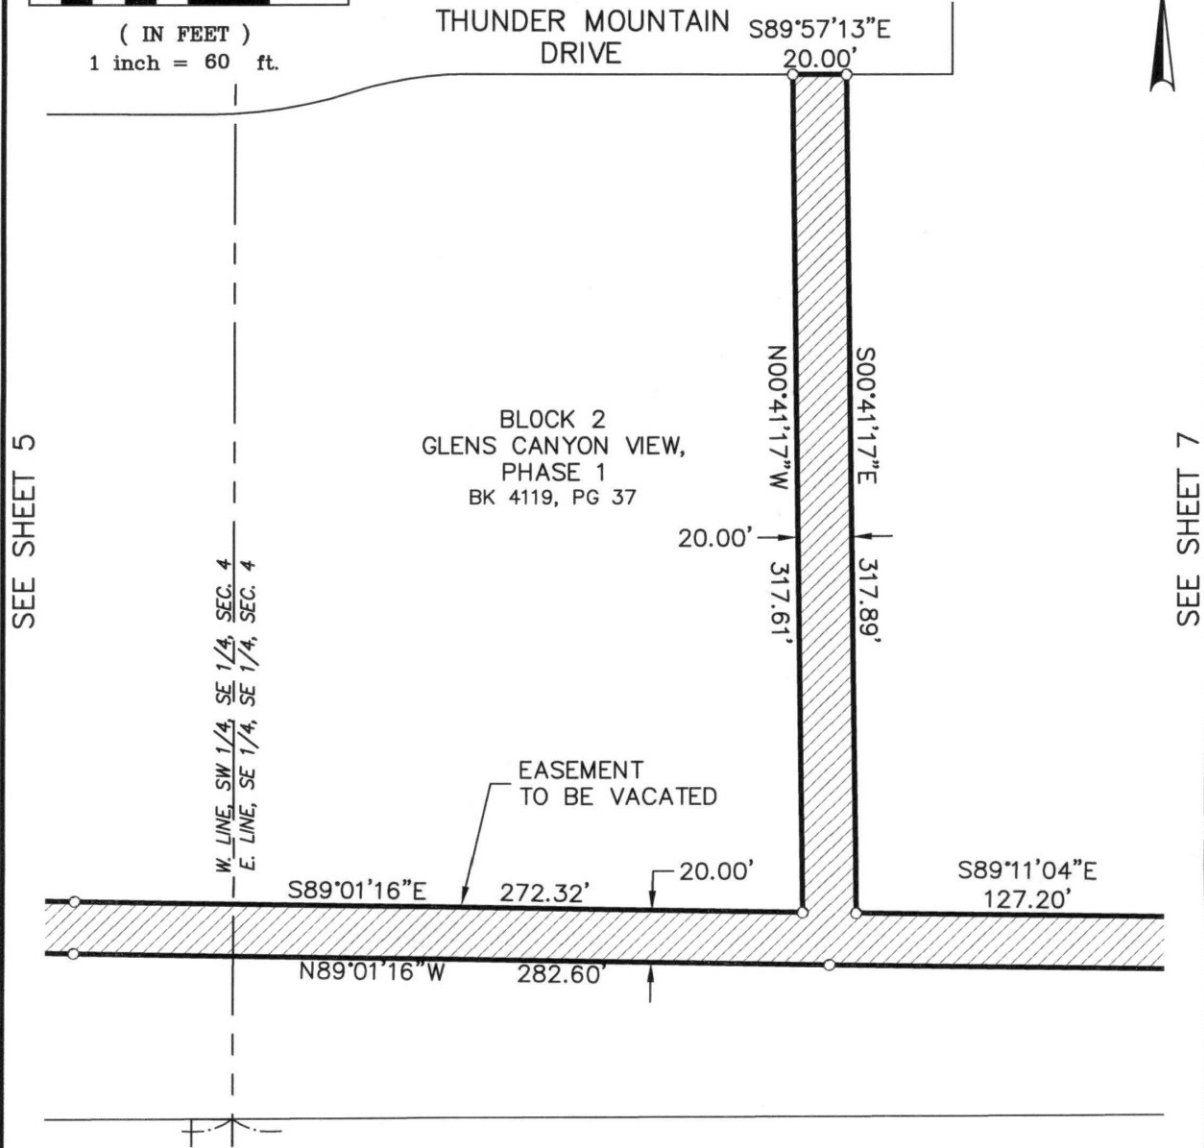 ( IN FEET )
1 inch = 60 ft.
THUNDER MOUNTAIN
DRIVE
S89°57'13"E
20.00'
N00°41'17"W
317.61'
S00°41'17"E
317.89'
BLOCK 2
GLENS CANYON VIEW,
PHASE 1
BK 4119, PG 37
20.00'
SEE SHEET 5
SEE SHEET 7
W. LINE, SW 1/4, SE 1/4, SEC. 4
E. LINE, SE 1/4, SE 1/4, SEC. 4
EASEMENT
TO BE VACATED
20.00'
S89°01'16"E 272.32'
S89°11'04"E
127.20'
N89°01'16"W 282.60'